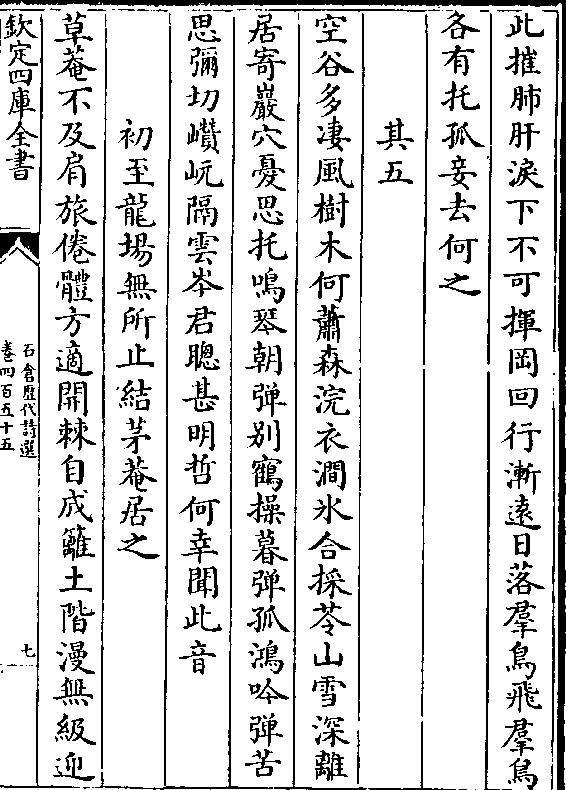 此摧肺肝淚下不可揮岡回行漸遠日落羣鳥飛羣鳥
各有托孤妾去何之
其五
空谷多凄風樹木何蕭森浣衣澗氷合採苓山雪深離
居寄巖穴憂思托鳴琴朝弹别鶴操暮弹孤鴻吟弹苦
思彌切巑岏隔雲岑君聰甚明哲何幸聞此音
初至龍場無所止結茅菴居之
草菴不及肩旅倦體方適開棘自成籬土階漫無級迎
欽定四庫全書
石倉歷代詩選
卷四百五十五
七